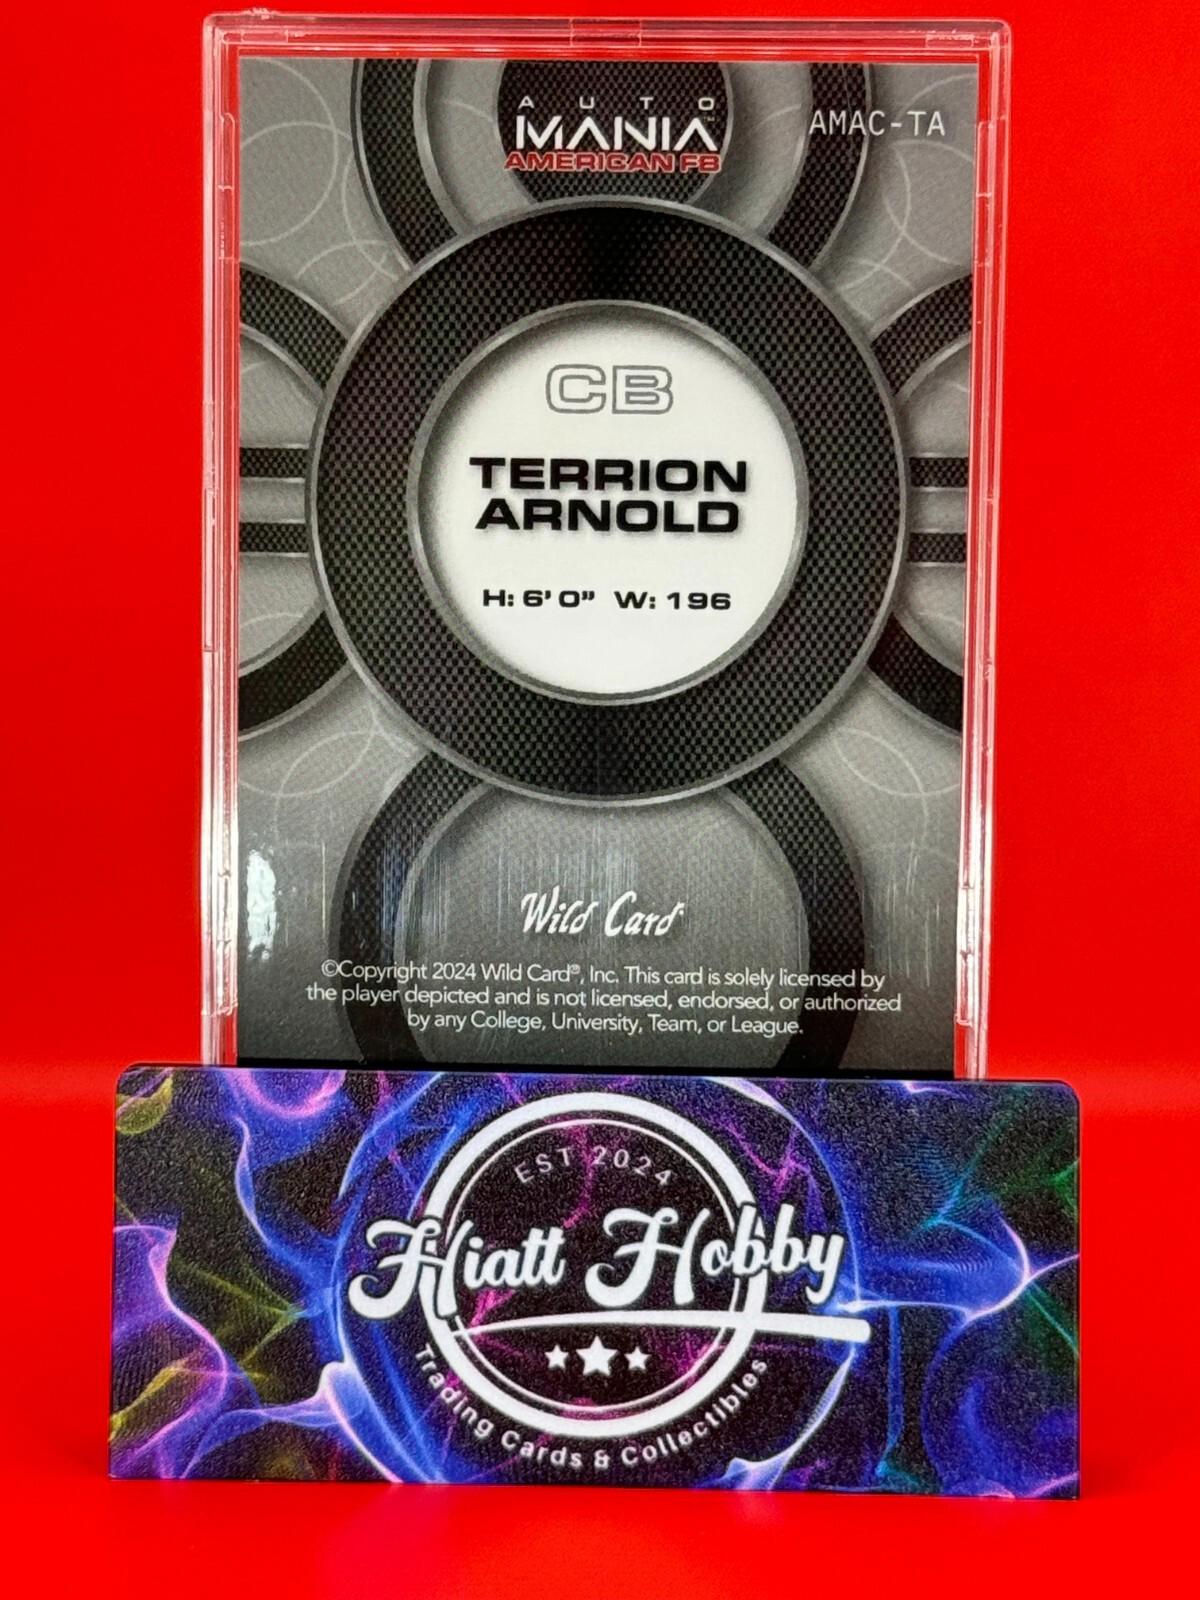 AUTO
MANIA™
AMERICAN FB
AMAC-TA
CB
TERRION
ARNOLD
H: 6' 0" W: 196
Wild Card®
©Copyright 2024 Wild Card®, Inc. This card is solely licensed by
the player depicted and is not licensed, endorsed, or authorized
by any College, University, Team, or League.
EST 2024
Hiatt Hobby
Trading Cards & Collectibles